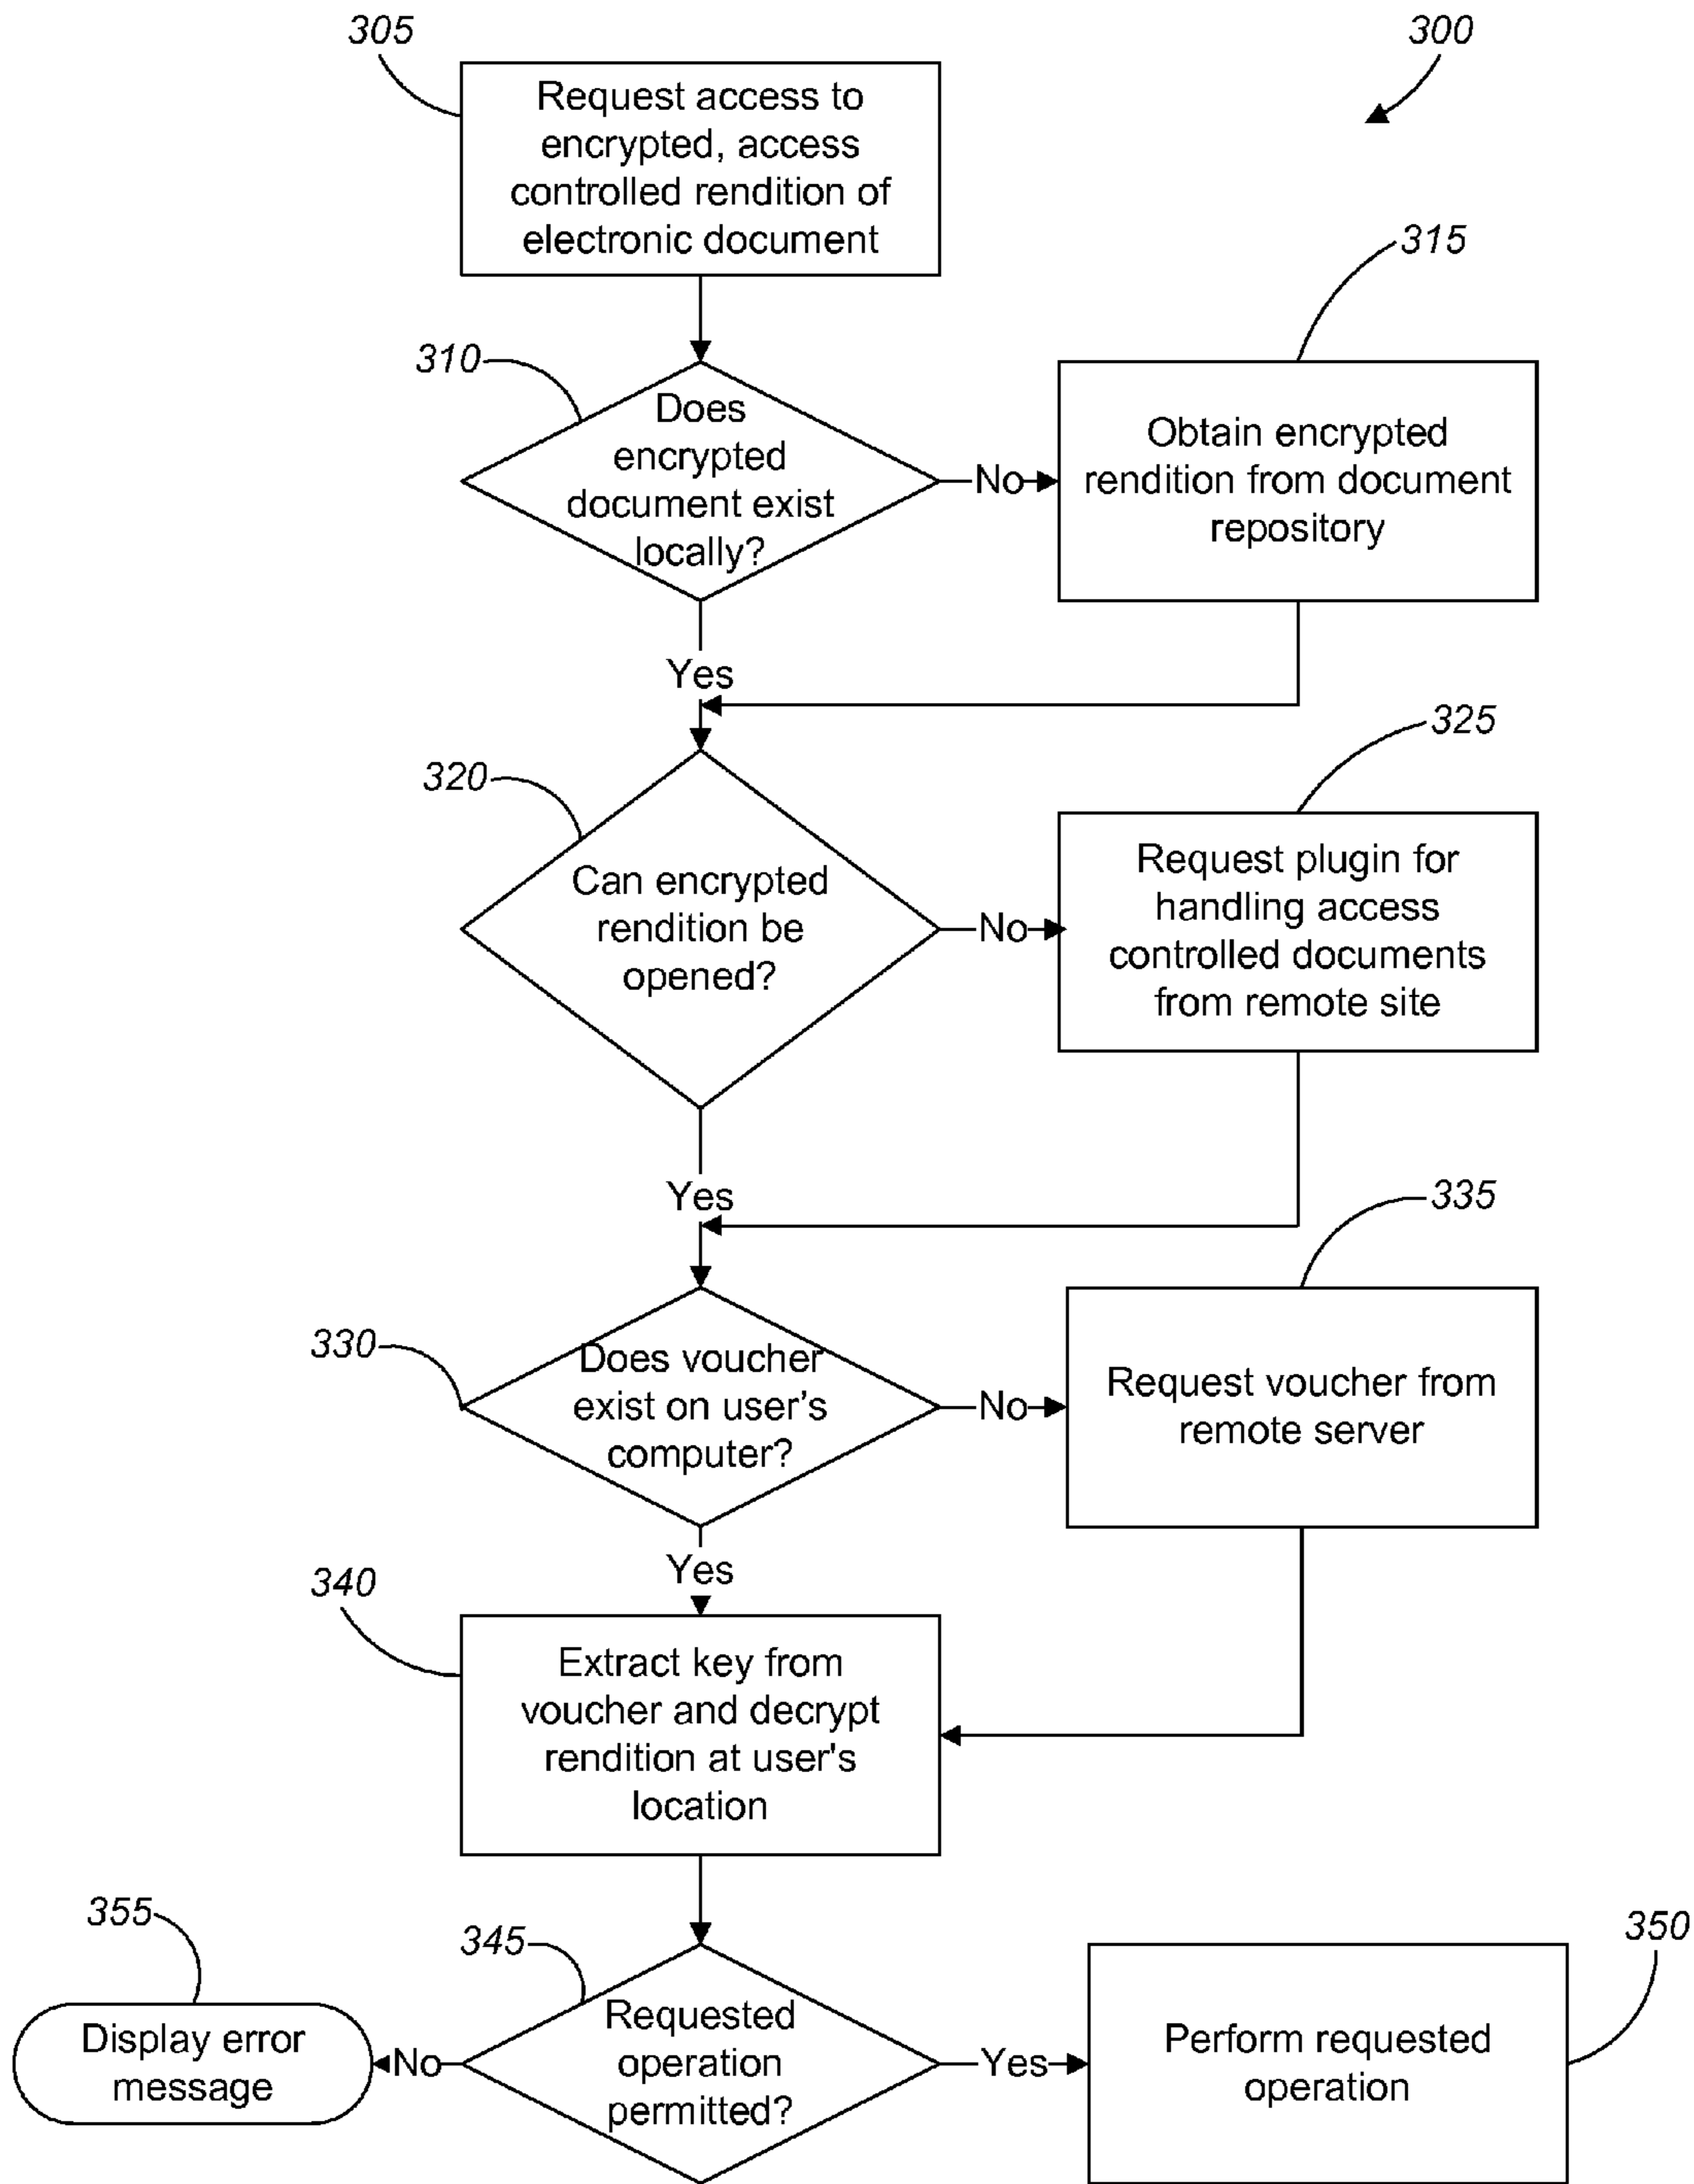 305
300
Request access to
encrypted, access
controlled rendition of
electronic document
315
310
Does
encrypted
document exist
locally?
No
Obtain encrypted
rendition from document
repository
Yes
325
320
Can encrypted
rendition be
opened?
No
Request plugin for
handling access
controlled documents
from remote site
Yes
335
330
Does voucher
exist on user’s
computer?
No
Request voucher from
remote server
Yes
340
Extract key from
voucher and decrypt
rendition at user's
location
355
345
350
Display error
message
No
Requested
operation
permitted?
Yes
Perform requested
operation